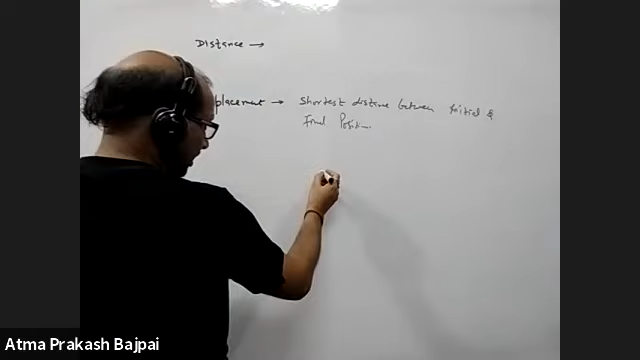 Distance →
placement → Shortest distance between initial &
final Position.
Atma Prakash Bajpai